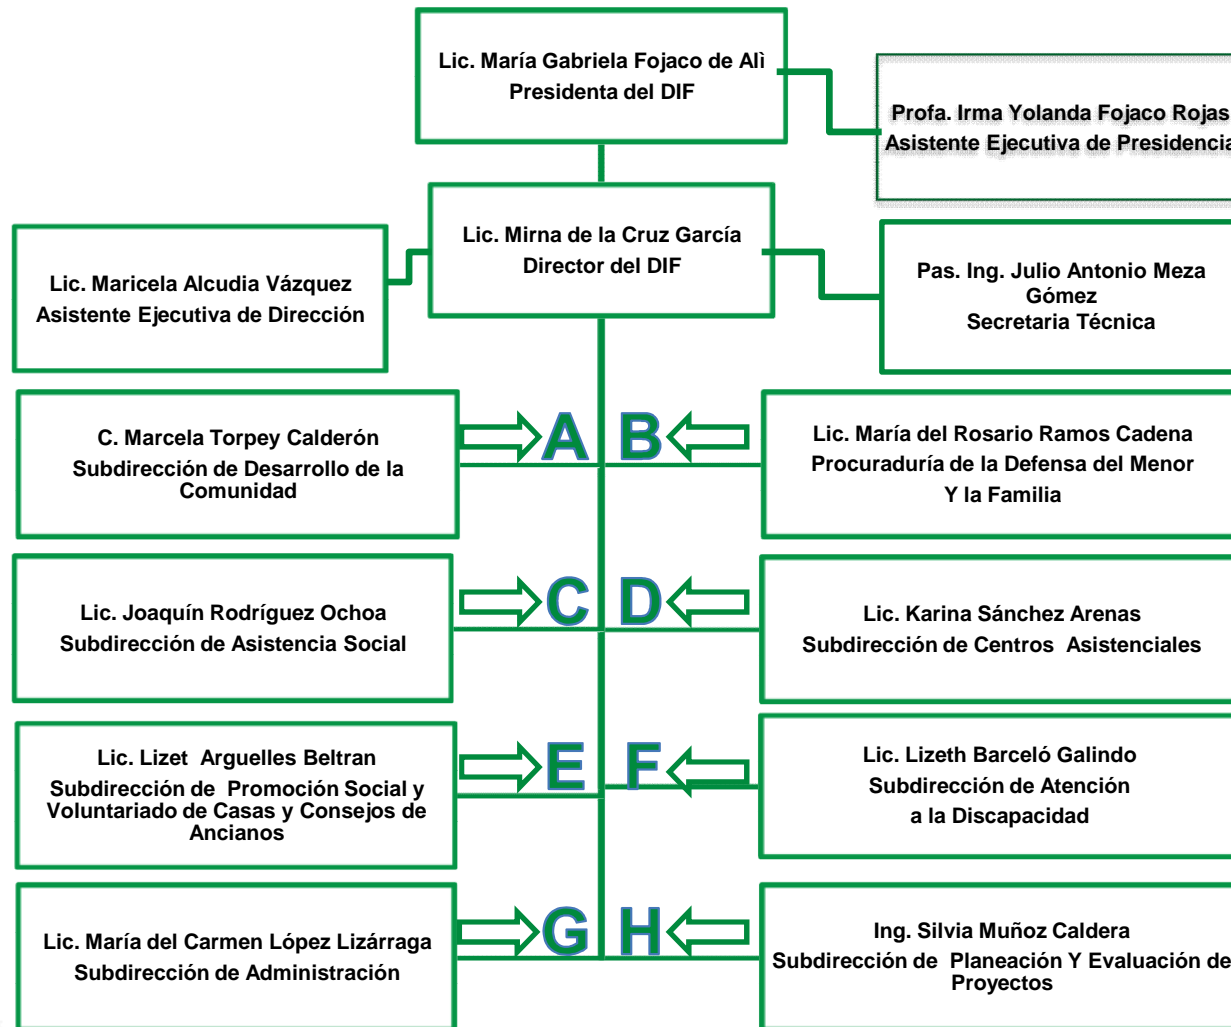 Lic. María Gabriela Fojaco de Alì
Presidenta del DIF
Profa. Irma Yolanda Fojaco Rojas
Asistente Ejecutiva de Presidencia
Lic. Mirna de la Cruz García
Director del DIF
Lic. Maricela Alcudia Vázquez
Asistente Ejecutiva de Dirección
Pas. Ing. Julio Antonio Meza
Gómez
Secretaria Técnica
C. Marcela Torpey Calderón
Subdirección de Desarrollo de la
Comunidad
A
B
Lic. María del Rosario Ramos Cadena
Procuraduría de la Defensa del Menor
Y la Familia
Lic. Joaquín Rodríguez Ochoa
Subdirección de Asistencia Social
C
D
Lic. Karina Sánchez Arenas
Subdirección de Centros Asistenciales
Lic. Lizet Arguelles Beltran
Subdirección de Promoción Social y
Voluntariado de Casas y Consejos de
Ancianos
E
F
Lic. Lizeth Barceló Galindo
Subdirección de Atención
a la Discapacidad
Lic. María del Carmen López Lizárraga
Subdirección de Administración
G
H
Ing. Silvia Muñoz Caldera
Subdirección de Planeación Y Evaluación de
Proyectos